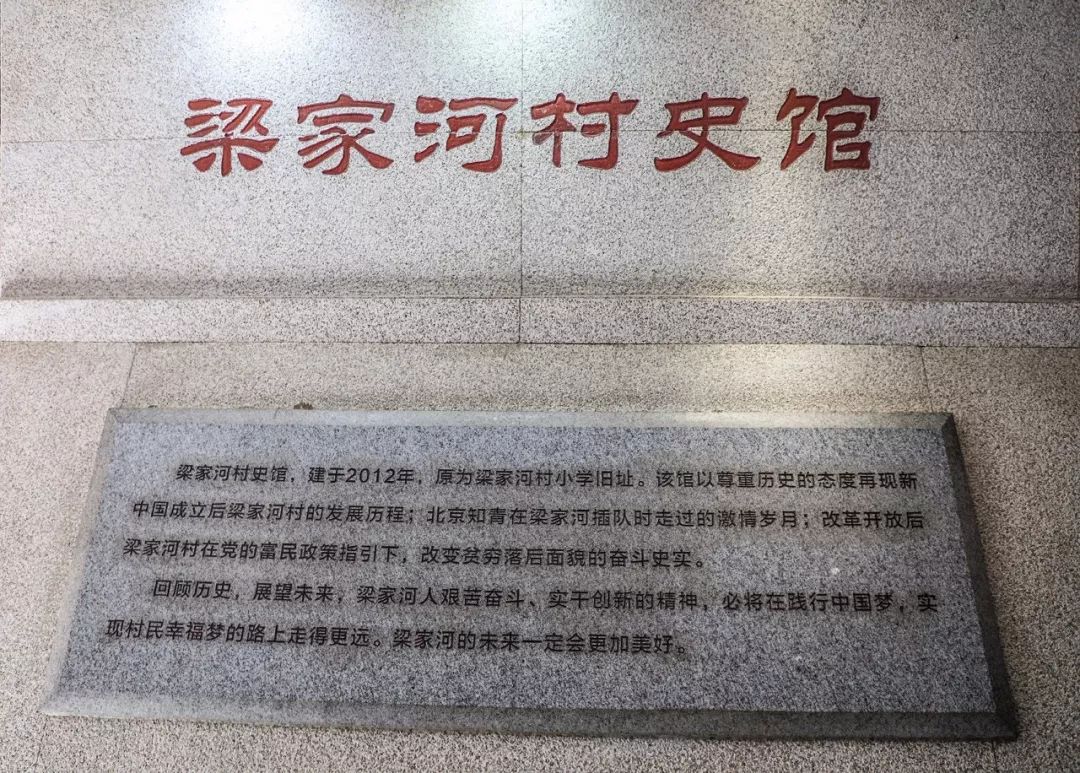 梁家河村史馆
梁家河村史馆，建于2012年，原为梁家河村小学旧址。该馆以尊重历史的态度再现新
中国成立后梁家河村的发展历程；北京知青在梁家河插队时走过的激情岁月；改革开放后
梁家河村在党的富民政策指引下，改变贫穷落后面貌的奋斗史实。
回顾历史，展望未来，梁家河人艰苦奋斗、实干创新的精神，必将在践行中国梦，实
现村民幸福梦的路上走得更远。梁家河的未来一定会更加美好。